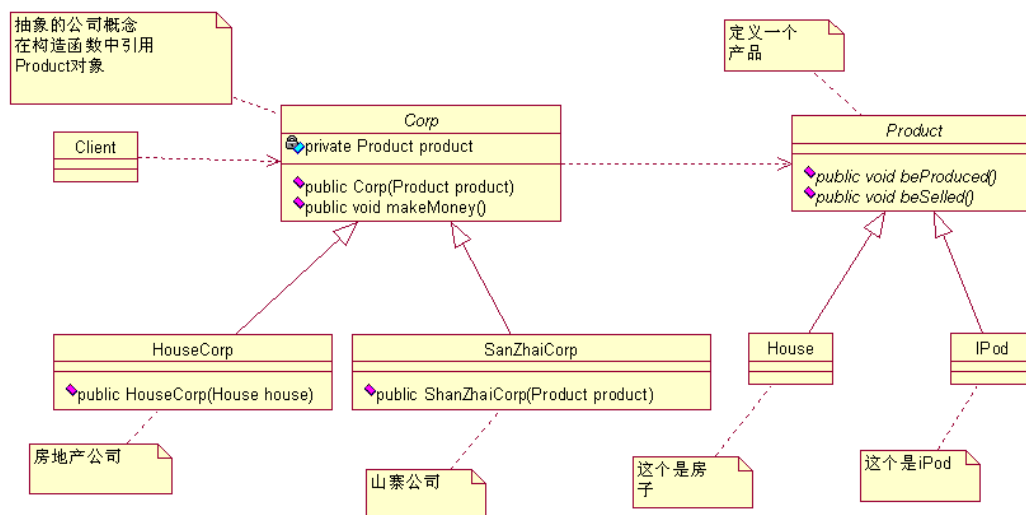 抽象的公司概念
在构造函数中引用
Product对象
定义一个
产品
Client
Corp
private Product product
public Corp(Product product)
public void makeMoney()
Product
public void beProduced()
public void beSelled()
HouseCorp
public HouseCorp(House house)
SanZhaiCorp
public ShanZhaiCorp(Product product)
House
IPod
房地产公司
山寨公司
这个是房
子
这个是iPod